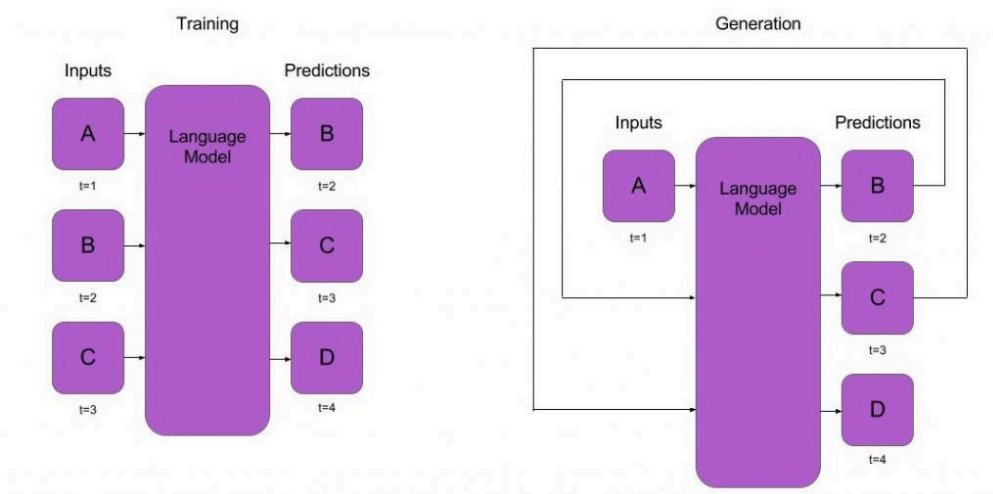 Training
Inputs
Predictions
A
Language
Model
B
t=1
t=2
B
C
t=2
t=3
C
D
t=3
t=4
Generation
Inputs
Predictions
A
Language
Model
B
t=1
t=2
C
t=3
D
t=4